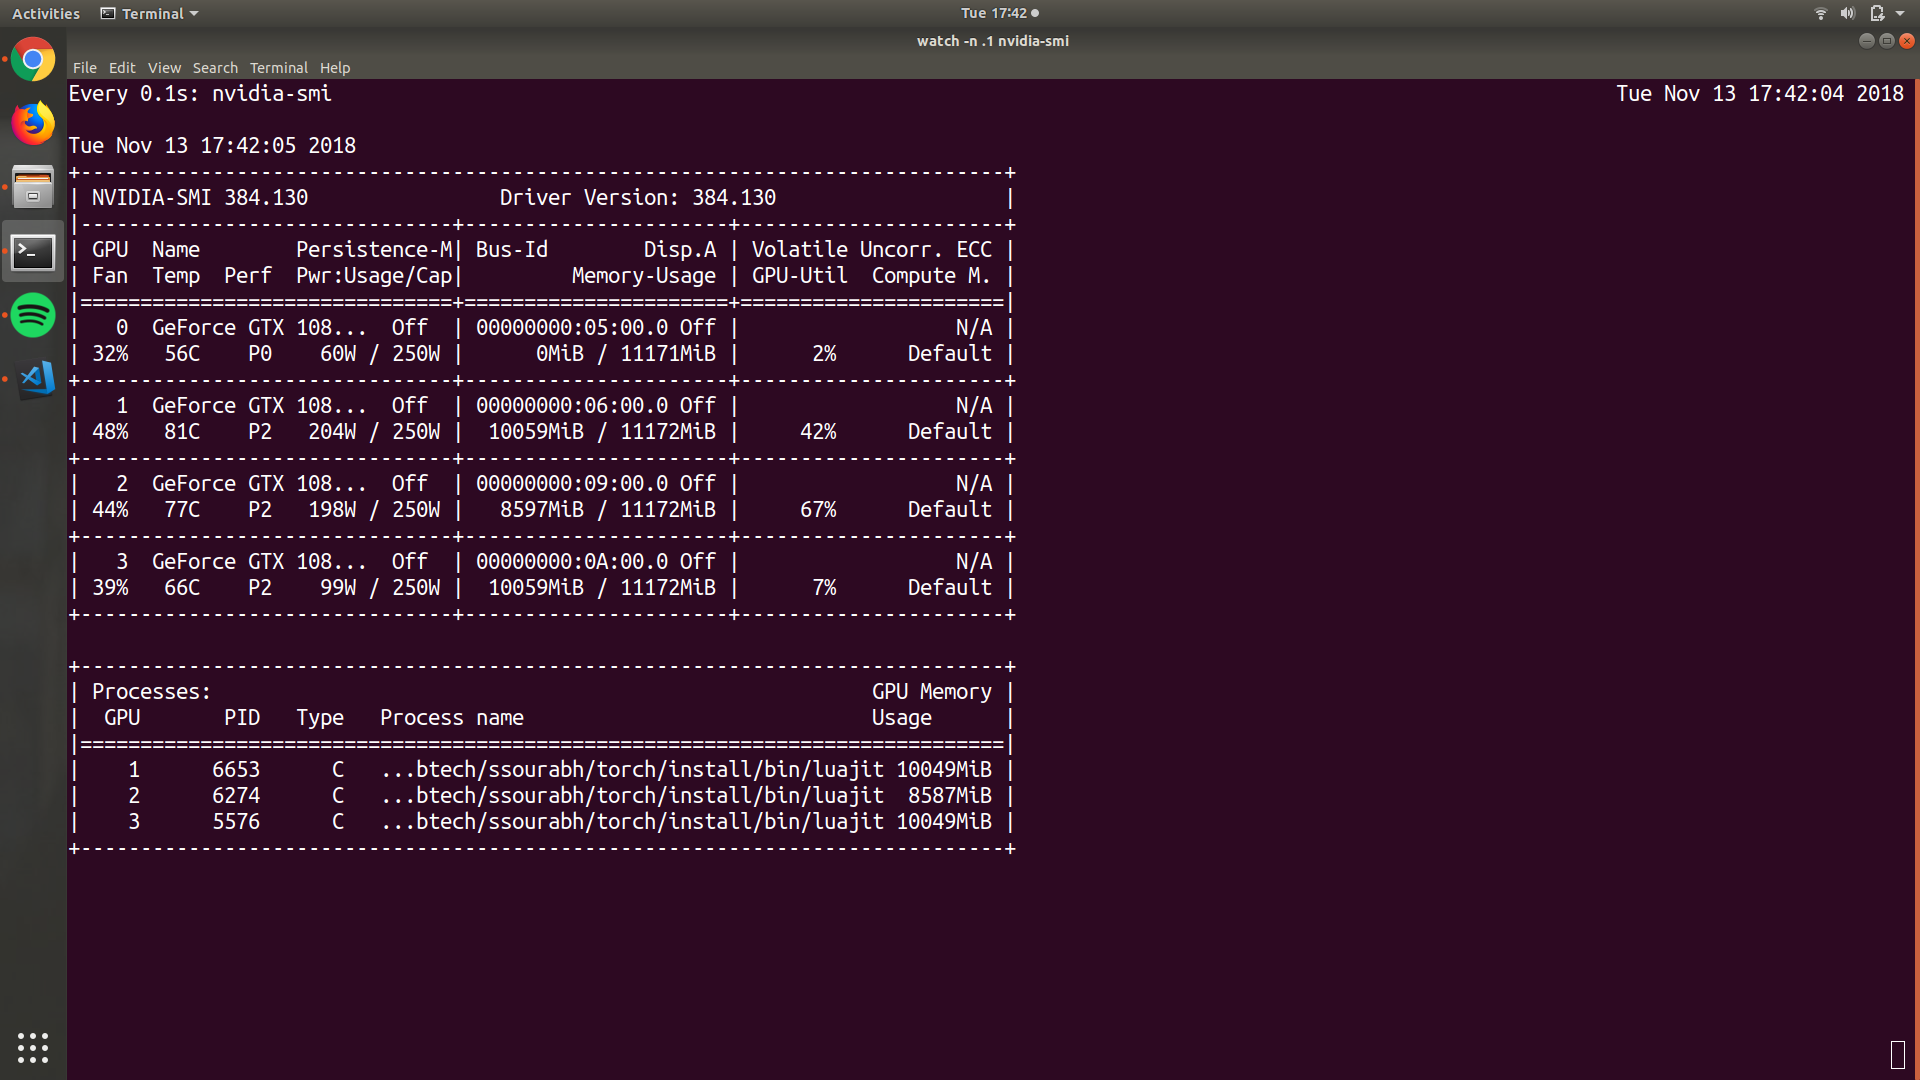 Activities Terminal Tue 17:42
watch -n .1 nvidia-smi
File Edit View Search Terminal Help
Every 0.1s: nvidia-smi Tue Nov 13 17:42:04 2018
Tue Nov 13 17:42:05 2018
+-----------------------------------------------------------------------------+
| NVIDIA-SMI 384.130                Driver Version: 384.130                   |
|-------------------------------+----------------------+----------------------+
| GPU  Name        Persistence-M| Bus-Id        Disp.A | Volatile Uncorr. ECC |
| Fan  Temp  Perf  Pwr:Usage/Cap|         Memory-Usage | GPU-Util  Compute M. |
|===============================+======================+======================|
|   0  GeForce GTX 108...  Off  | 00000000:05:00.0 Off |                  N/A |
| 32%   56C    P0    60W / 250W |      0MiB / 11171MiB |      2%      Default |
+-------------------------------+----------------------+----------------------+
|   1  GeForce GTX 108...  Off  | 00000000:06:00.0 Off |                  N/A |
| 48%   81C    P2   204W / 250W |  10059MiB / 11172MiB |     42%      Default |
+-------------------------------+----------------------+----------------------+
|   2  GeForce GTX 108...  Off  | 00000000:09:00.0 Off |                  N/A |
| 44%   77C    P2   198W / 250W |   8597MiB / 11172MiB |     67%      Default |
+-------------------------------+----------------------+----------------------+
|   3  GeForce GTX 108...  Off  | 00000000:0A:00.0 Off |                  N/A |
| 39%   66C    P2    99W / 250W |  10059MiB / 11172MiB |      7%      Default |
+-------------------------------+----------------------+----------------------+
+-----------------------------------------------------------------------------+
| Processes:                                                       GPU Memory |
|  GPU       PID   Type   Process name                             Usage      |
|=============================================================================|
|    1      6653      C   ...btech/ssourabh/torch/install/bin/luajit 10049MiB |
|    2      6274      C   ...btech/ssourabh/torch/install/bin/luajit  8587MiB |
|    3      5576      C   ...btech/ssourabh/torch/install/bin/luajit 10049MiB |
+-----------------------------------------------------------------------------+